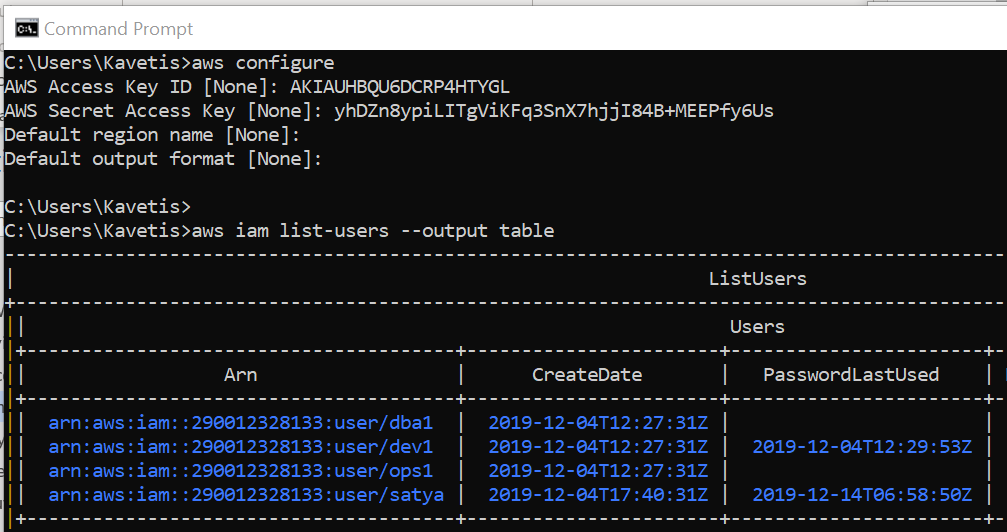 Command Prompt
C:\Users\Kavetis>aws configure
AWS Access Key ID [None]: AKIAUHBQU6DCRP4HTYGL
AWS Secret Access Key [None]: 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
Default region name [None]:
Default output format [None]:
C:\Users\Kavetis>
C:\Users\Kavetis>aws iam list-users --output table
ListUsers
Users
Arn | CreateDate | PasswordLastUsed |
arn:aws:iam::290012328133:user/dba1 | 2019-12-04T12:27:31Z | |
arn:aws:iam::290012328133:user/dev1 | 2019-12-04T12:27:31Z | 2019-12-04T12:29:53Z |
arn:aws:iam::290012328133:user/ops1 | 2019-12-04T12:27:31Z | |
arn:aws:iam::290012328133:user/satya | 2019-12-04T17:40:31Z | 2019-12-14T06:58:50Z |